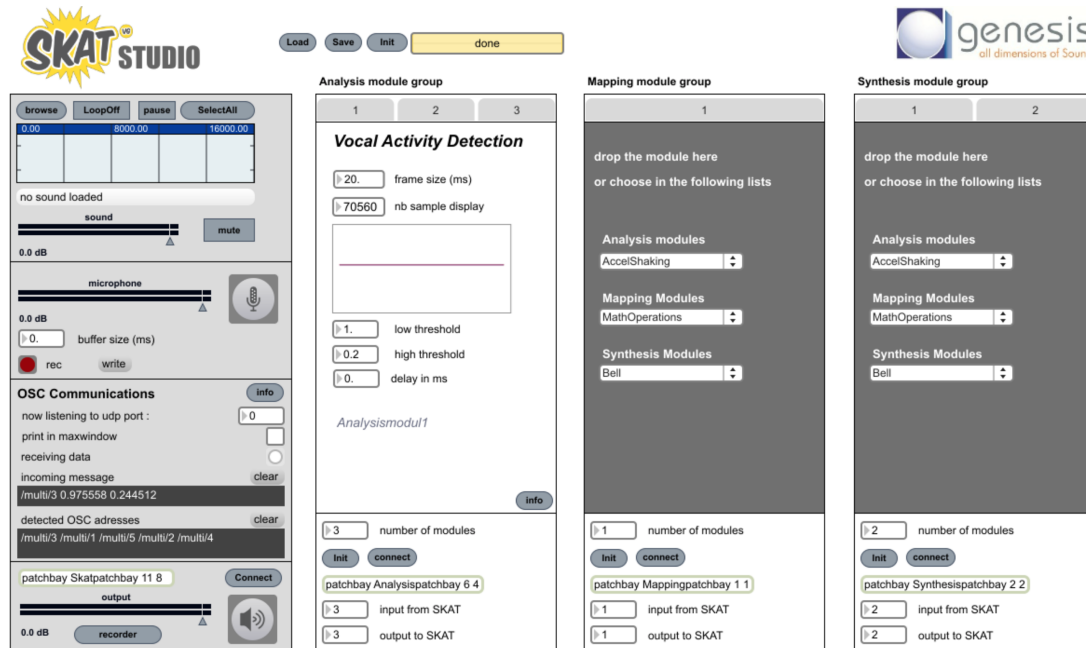 SKAT VG STUDIO
Load Save Init done
genesis
all dimensions of Soun
Analysis module group
Mapping module group
Synthesis module group
browse LoopOff pause SelectAll
0.00 8000.00 16000.00
no sound loaded
sound
mute
0.0 dB
microphone
0.0 dB
0. buffer size (ms)
rec write
OSC Communications info
now listening to udp port : 0
print in maxwindow
receiving data
incoming message clear
/multi/3 0.975558 0.244512
detected OSC adresses clear
/multi/3 /multi/1 /multi/5 /multi/2 /multi/4
patchbay Skatpatchbay 11 8 Connect
output
0.0 dB recorder
1 2 3
Vocal Activity Detection
20. frame size (ms)
70560 nb sample display
1. low threshold
0.2 high threshold
0. delay in ms
Analysismodul1
info
3 number of modules
Init connect
patchbay Analysispatchbay 6 4
3 input from SKAT
3 output to SKAT
1
drop the module here
or choose in the following lists
Analysis modules
AccelShaking
Mapping Modules
MathOperations
Synthesis Modules
Bell
1 number of modules
Init connect
patchbay Mappingpatchbay 1 1
1 input from SKAT
1 output to SKAT
1 2
drop the module here
or choose in the following lists
Analysis modules
AccelShaking
Mapping Modules
MathOperations
Synthesis Modules
Bell
2 number of modules
Init connect
patchbay Synthesispatchbay 2 2
2 input from SKAT
2 output to SKAT